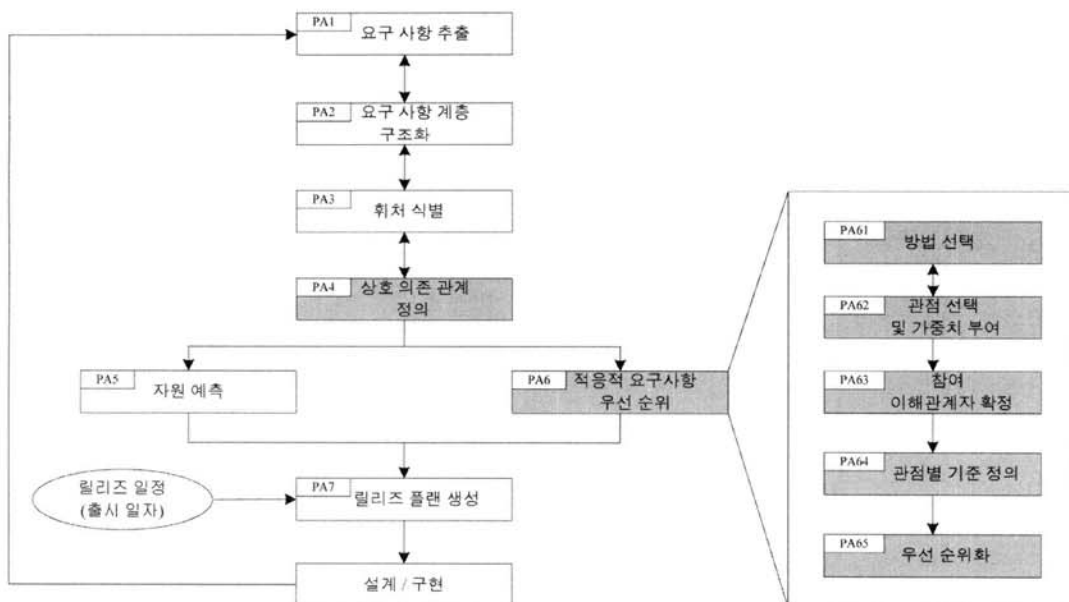 PA1
요구 사항 추출
PA2
요구 사항 계층
구조화
PA3
휘처 식별
PA4
상호 의존 관계
정의
PA5
자원 예측
PA6
적응적 요구사항
우선 순위
릴리즈 일정
(출시 일자)
PA7
릴리즈 플랜 생성
설계 / 구현
PA61
방법 선택
PA62
관점 선택
및 가중치 부여
PA63
참여
이해관계자 확정
PA64
관점별 기준 정의
PA65
우선 순위화